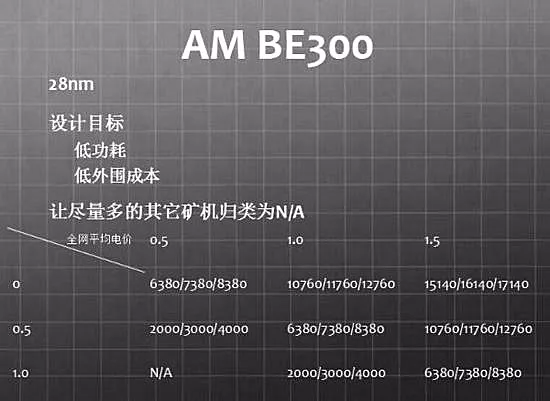 AM BE300
28nm
设计目标
低功耗
低外围成本
让尽量多的其它矿机归类为N/A
全网平均电价 0.5 1.0 1.5
0 6380/7380/8380 10760/11760/12760 15140/16140/17140
0.5 2000/3000/4000 6380/7380/8380 10760/11760/12760
1.0 N/A 2000/3000/4000 6380/7380/8380